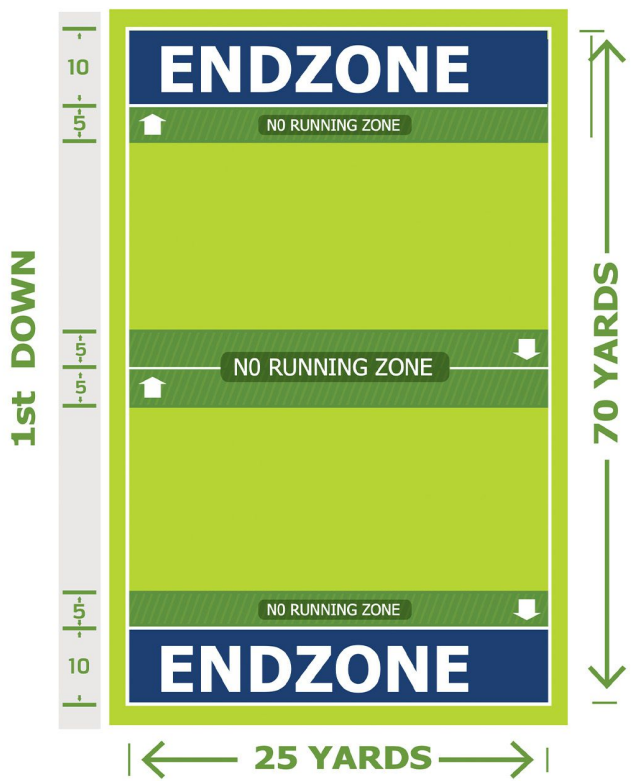 ENDZONE
10
5
N0 RUNNING ZONE
1st DOWN
5
N0 RUNNING ZONE
5
70 YARDS
5
N0 RUNNING ZONE
ENDZONE
10
25 YARDS